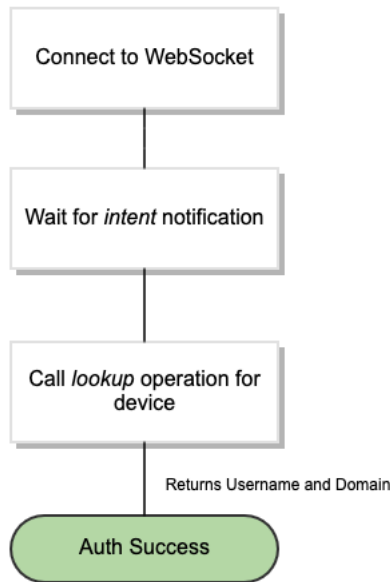 Connect to WebSocket
Wait for intent notification
Call lookup operation for
device
Returns Username and Domain
Auth Success